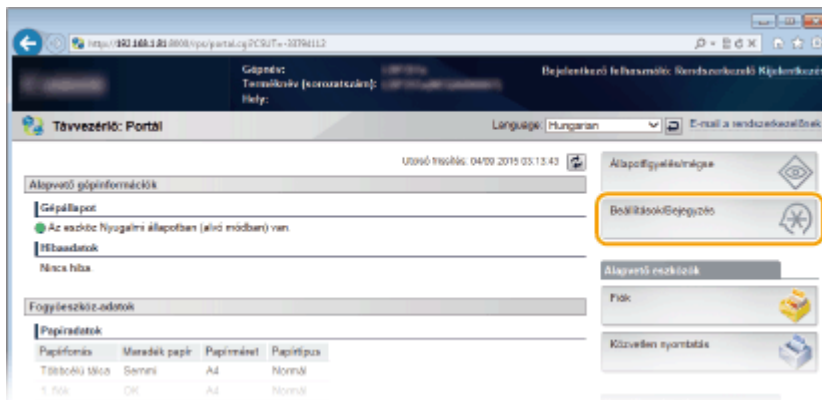 Gépnév:
Terméknév [sorozatszám]:
Hely:
Bejelentkező felhasználó: Rendszerkezelő Kijelentkezés
Távvezérlő: Portál
Language: Hungarian
E-mail a rendszerkezelőnek
Utolsó frissítés: 04/09 2015 03:13:43
Alapvető gépinformációk
Gépállapot
Az eszköz Nyugalmi állapotban (alvó módban) van.
Hibaadatok
Nincs hiba.
Fogyóeszköz-adatok
Papíradatok
Papírforrás Maradék papír Papírméret Papírtípus
Többcélú tálca Semmi A4 Normál
1. fiók OK A4 Normál
Állapotfigyelés/mégse
Beállítások/Bejegyzés
Alapvető eszközök
Fiók
Közvetlen nyomtatás